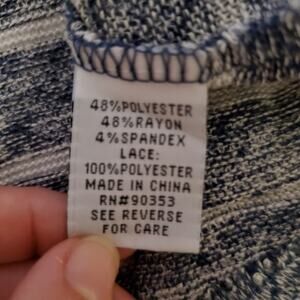 48%POLYESTER
48%RAYON
4%SPANDEX
LACE:
100%POLYESTER
MADE IN CHINA
RN#90353
SEE REVERSE
FOR CARE